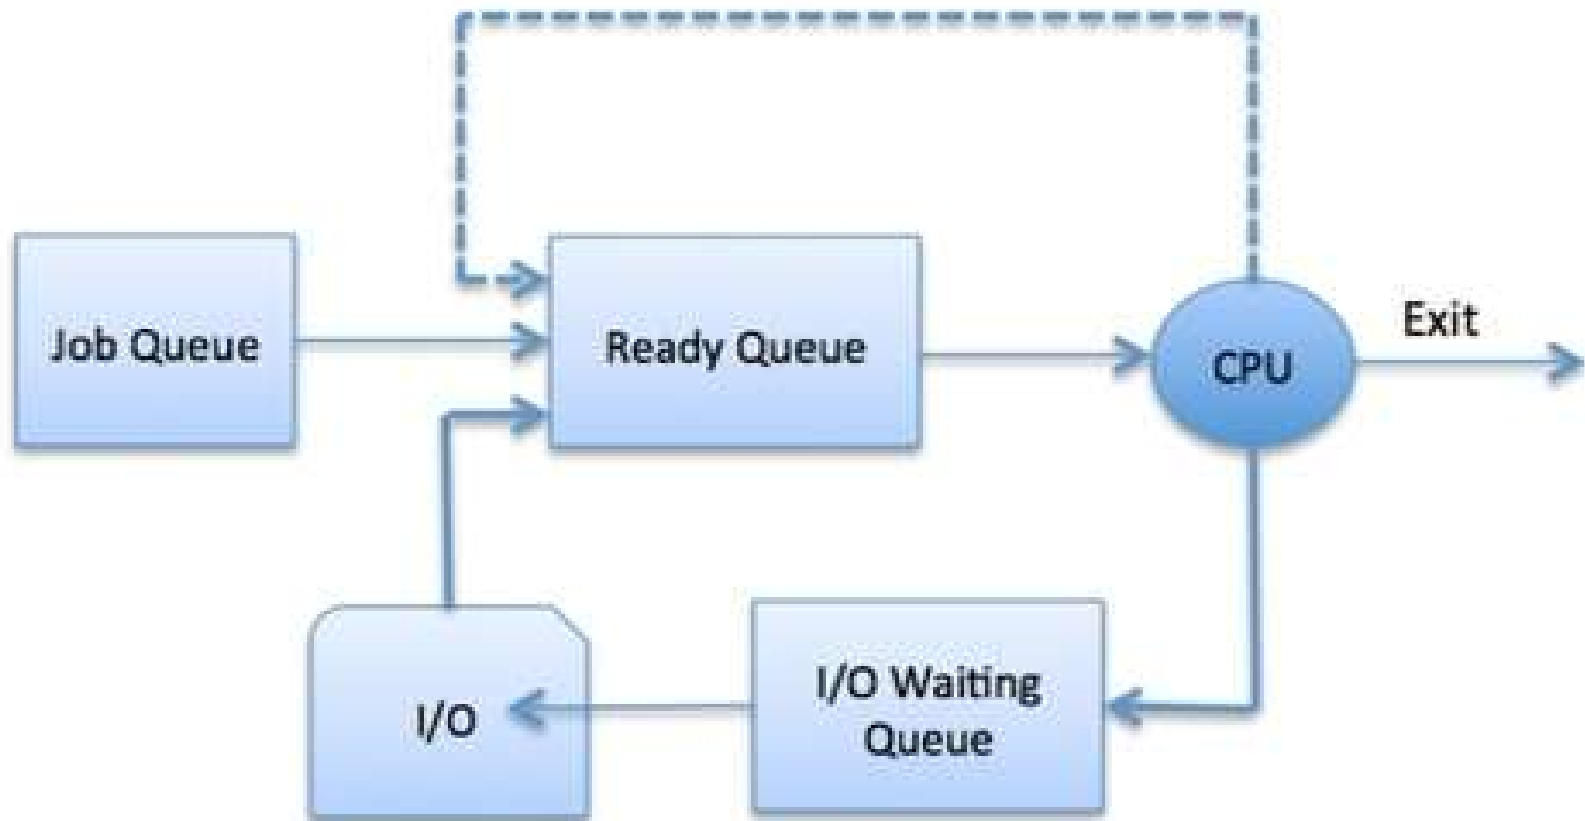 Job Queue
Ready Queue
CPU
Exit
I/O
I/O Waiting
Queue